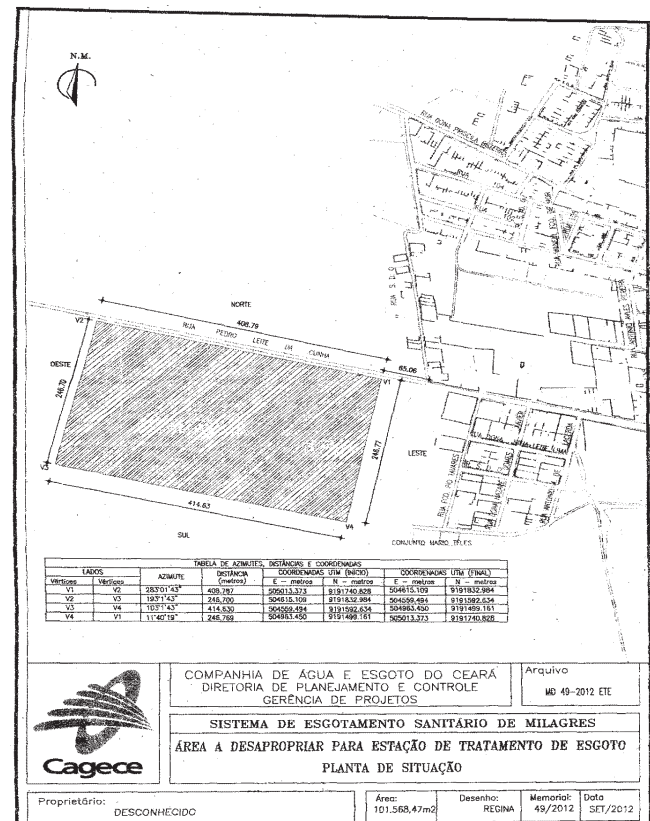 N.M.
RUA
RUA
RUA S. D. O
NORTE
408.79
RUA PEDRO LEITE DA CUNHA
65.06
V2
V1
OESTE
246.70
LESTE
246.77
414.63
V4
SUL
CONJUNTO MARIO TELES
TABELA DE AZIMUTES, DISTÂNCIAS E COORDENADAS
LADOS AZIMUTE DISTÂNCIA (metros) COORDENADAS UTM (INÍCIO) COORDENADAS UTM (FINAL)
Vértices Vértices E — metros N — metros E — metros N — metros
V1 V2 283°01'43" 408,787 505013.373 9191740.828 504615.109 9191832.984
V2 V3 193°1'43" 246,700 504615.109 9191832.984 504559.494 9191592.634
V3 V4 103°1'43" 414,630 504559.494 9191592.634 504963.450 9191499.161
V4 V1 11°40'19" 246,769 504963.450 9191499.161 505013.373 9191740.828
COMPANHIA DE ÁGUA E ESGOTO DO CEARÁ
DIRETORIA DE PLANEJAMENTO E CONTROLE
GERÊNCIA DE PROJETOS
Arquivo
MD 49-2012 ETE
SISTEMA DE ESGOTAMENTO SANITÁRIO DE MILAGRES
ÁREA A DESAPROPRIAR PARA ESTAÇÃO DE TRATAMENTO DE ESGOTO
PLANTA DE SITUAÇÃO
Cagece
Proprietário:
DESCONHECIDO
Área:
101.568,47m2
Desenho:
REGINA
Memorial:
49/2012
Data
SET/2012